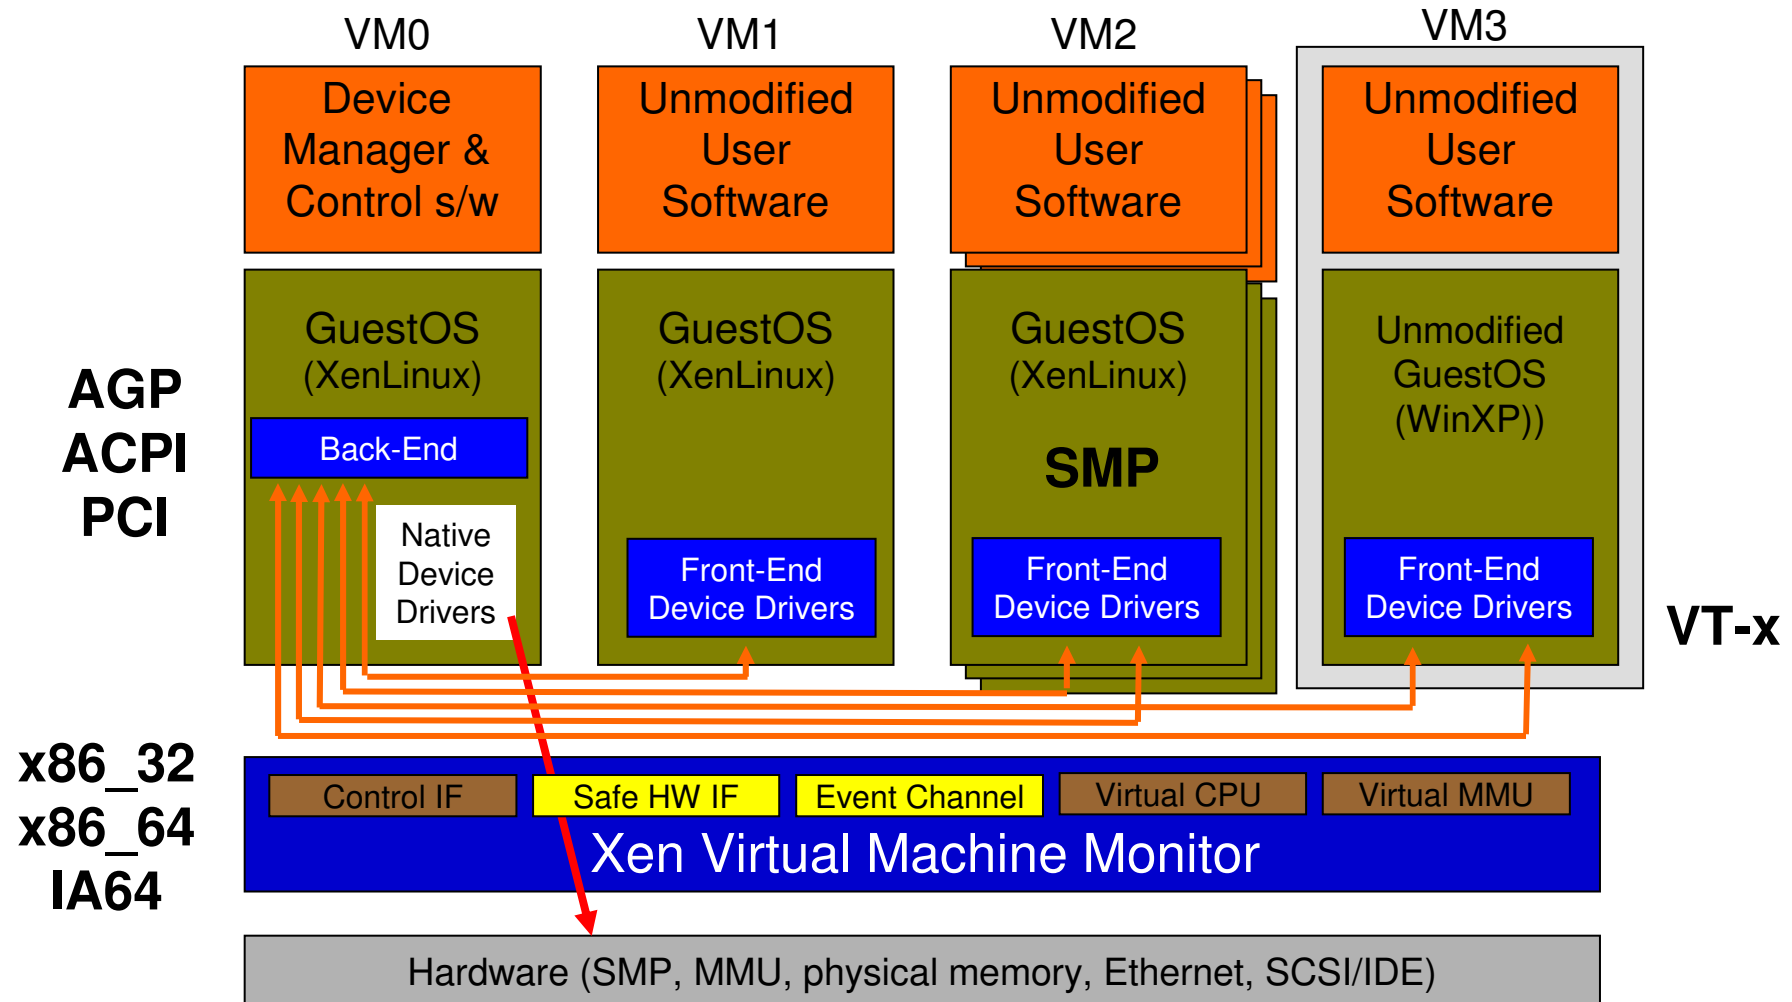 VM0
VM1
VM2
VM3
Device
Manager &
Control s/w
Unmodified
User
Software
Unmodified
User
Software
Unmodified
User
Software
AGP
ACPI
PCI
GuestOS
(XenLinux)
Back-End
Native
Device
Drivers
GuestOS
(XenLinux)
Front-End
Device Drivers
GuestOS
(XenLinux)
SMP
Front-End
Device Drivers
Unmodified
GuestOS
(WinXP))
Front-End
Device Drivers
VT-x
x86_32
x86_64
IA64
Control IF
Safe HW IF
Event Channel
Virtual CPU
Virtual MMU
Xen Virtual Machine Monitor
Hardware (SMP, MMU, physical memory, Ethernet, SCSI/IDE)